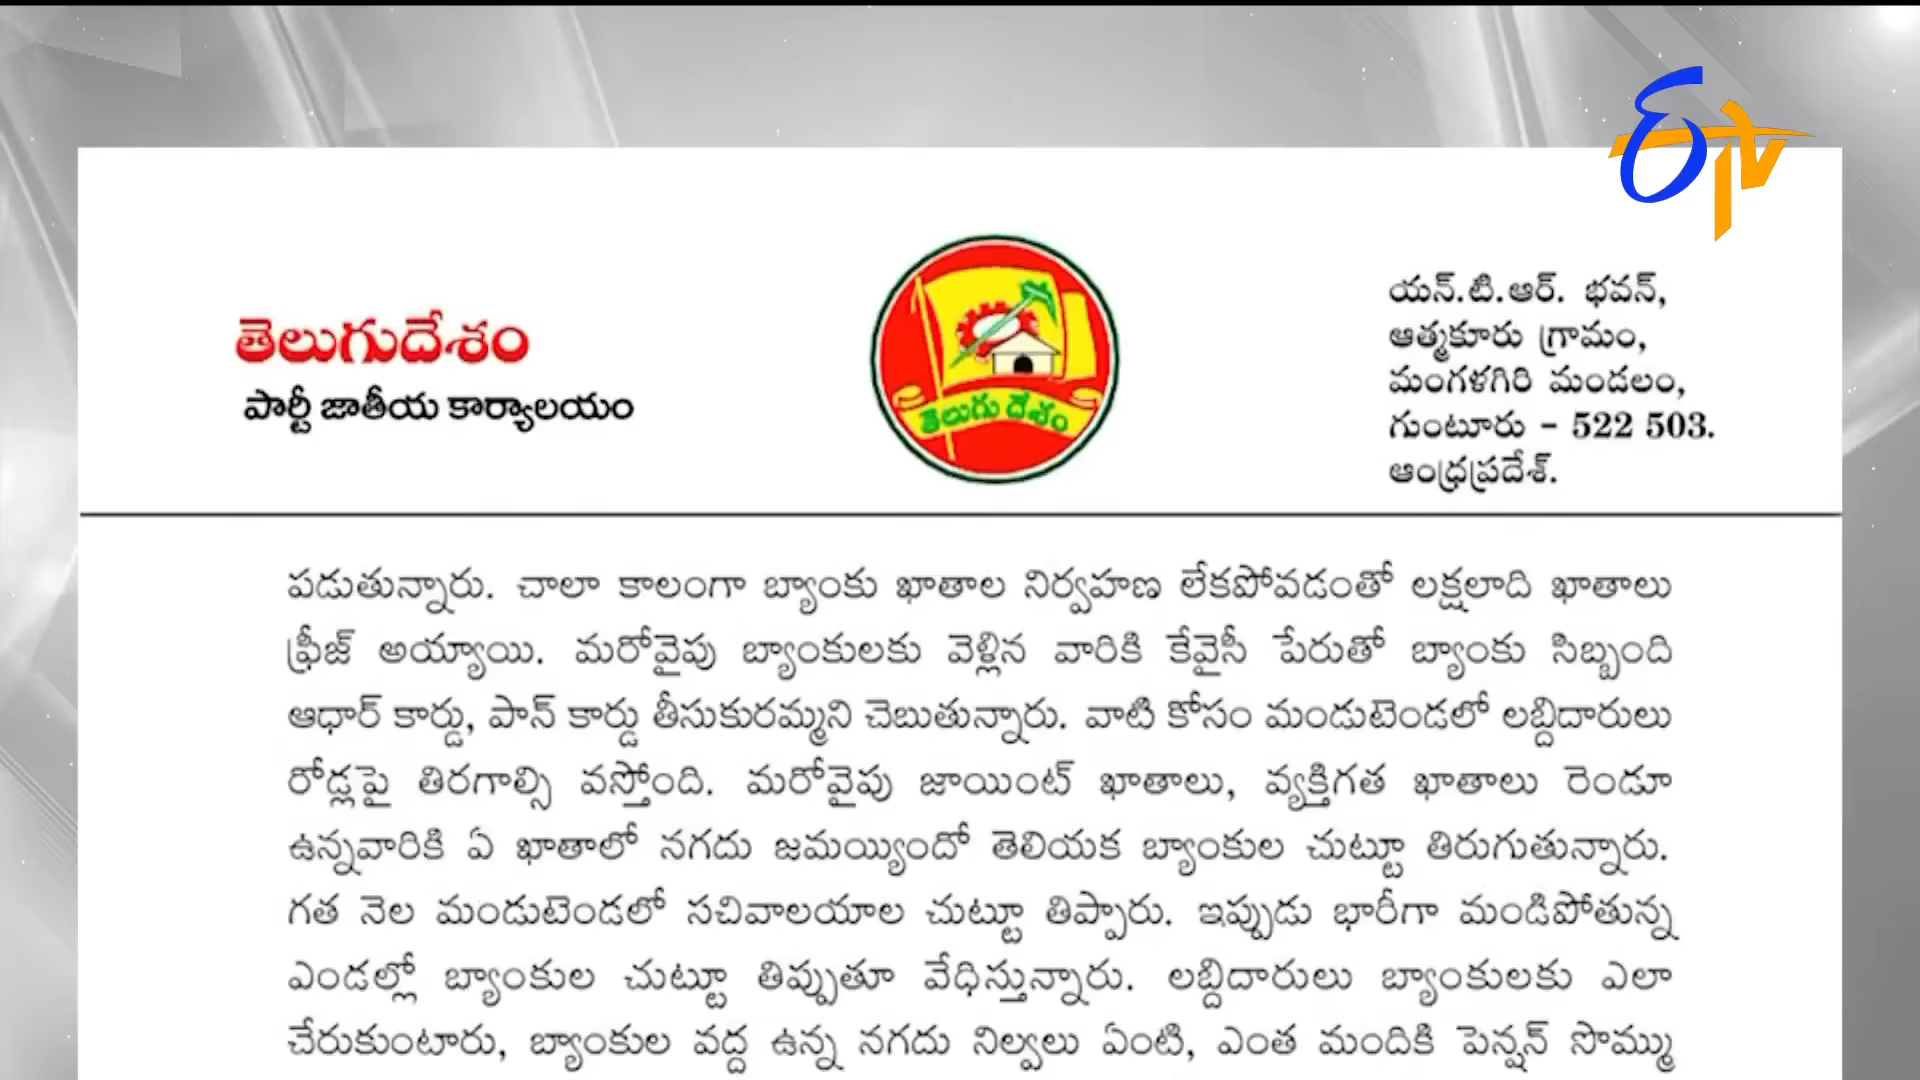 ETV
తెలుగుదేశం
పార్టీ జాతీయ కార్యాలయం
తెలుగు దేశం
యన్.టి.ఆర్. భవన్,
ఆత్మకూరు గ్రామం,
మంగళగిరి మండలం,
గుంటూరు - 522 503.
ఆంధ్రప్రదేశ్.
పడుతున్నారు. చాలా కాలంగా బ్యాంకు ఖాతాల నిర్వహణ లేకపోవడంతో లక్షలాది ఖాతాలు
ఫ్రీజ్ అయ్యాయి. మరోవైపు బ్యాంకులకు వెళ్లిన వారికి కేవైసీ పేరుతో బ్యాంకు సిబ్బంది
ఆధార్ కార్డు, పాన్ కార్డు తీసుకురమ్మని చెబుతున్నారు. వాటి కోసం మండుటెండలో లబ్దిదారులు
రోడ్లపై తిరగాల్సి వస్తోంది. మరోవైపు జాయింట్ ఖాతాలు, వ్యక్తిగత ఖాతాలు రెండూ
ఉన్నవారికి ఏ ఖాతాలో నగదు జమయ్యిందో తెలియక బ్యాంకుల చుట్టూ తిరుగుతున్నారు.
గత నెల మండుటెండలో సచివాలయాల చుట్టూ తిప్పారు. ఇప్పుడు భారీగా మండిపోతున్న
ఎండల్లో బ్యాంకుల చుట్టూ తిప్పుతూ వేధిస్తున్నారు. లబ్దిదారులు బ్యాంకులకు ఎలా
చేరుకుంటారు, బ్యాంకుల వద్ద ఉన్న నగదు నిల్వలు ఏంటి, ఎంత మందికి పెన్షన్ సొమ్ము